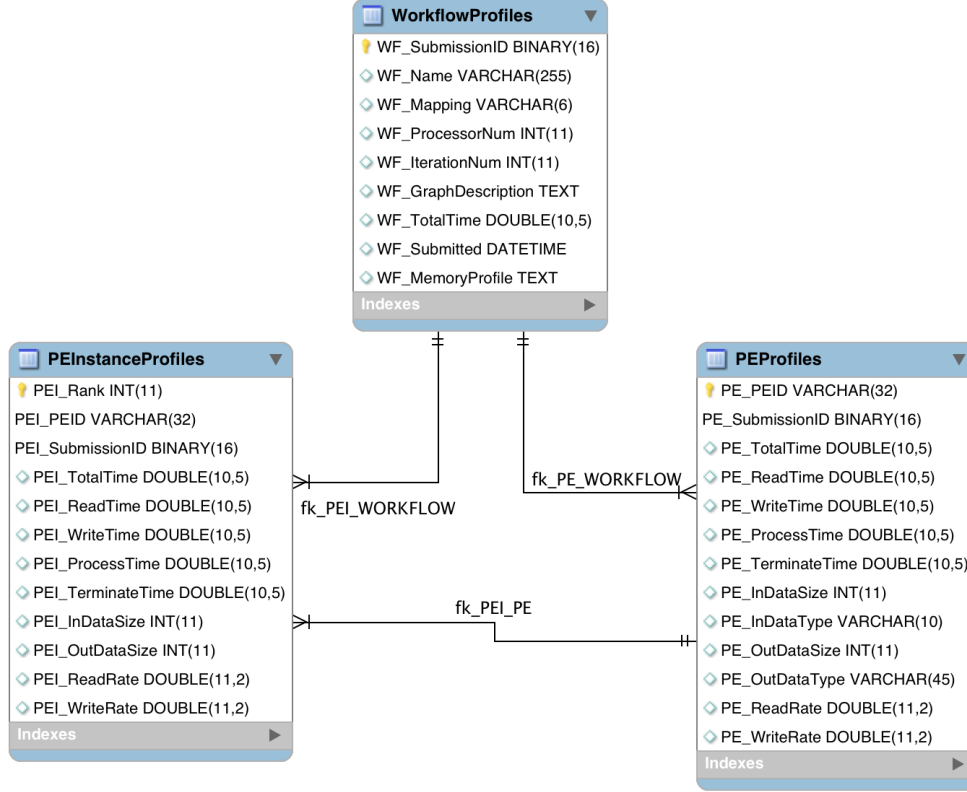 WorkflowProfiles
WF_SubmissionID BINARY(16)
WF_Name VARCHAR(255)
WF_Mapping VARCHAR(6)
WF_ProcessorNum INT(11)
WF_IterationNum INT(11)
WF_GraphDescription TEXT
WF_TotalTime DOUBLE(10,5)
WF_Submitted DATETIME
WF_MemoryProfile TEXT
Indexes
PEInstanceProfiles
PEI_Rank INT(11)
PEI_PEID VARCHAR(32)
PEI_SubmissionID BINARY(16)
PEI_TotalTime DOUBLE(10,5)
PEI_ReadTime DOUBLE(10,5)
PEI_WriteTime DOUBLE(10,5)
PEI_ProcessTime DOUBLE(10,5)
PEI_TerminateTime DOUBLE(10,5)
PEI_InDataSize INT(11)
PEI_OutDataSize INT(11)
PEI_ReadRate DOUBLE(11,2)
PEI_WriteRate DOUBLE(11,2)
Indexes
fk_PEI_WORKFLOW
fk_PE_WORKFLOW
fk_PEI_PE
PEProfiles
PE_PEID VARCHAR(32)
PE_SubmissionID BINARY(16)
PE_TotalTime DOUBLE(10,5)
PE_ReadTime DOUBLE(10,5)
PE_WriteTime DOUBLE(10,5)
PE_ProcessTime DOUBLE(10,5)
PE_TerminateTime DOUBLE(10,5)
PE_InDataSize INT(11)
PE_InDataType VARCHAR(10)
PE_OutDataSize INT(11)
PE_OutDataType VARCHAR(45)
PE_ReadRate DOUBLE(11,2)
PE_WriteRate DOUBLE(11,2)
Indexes